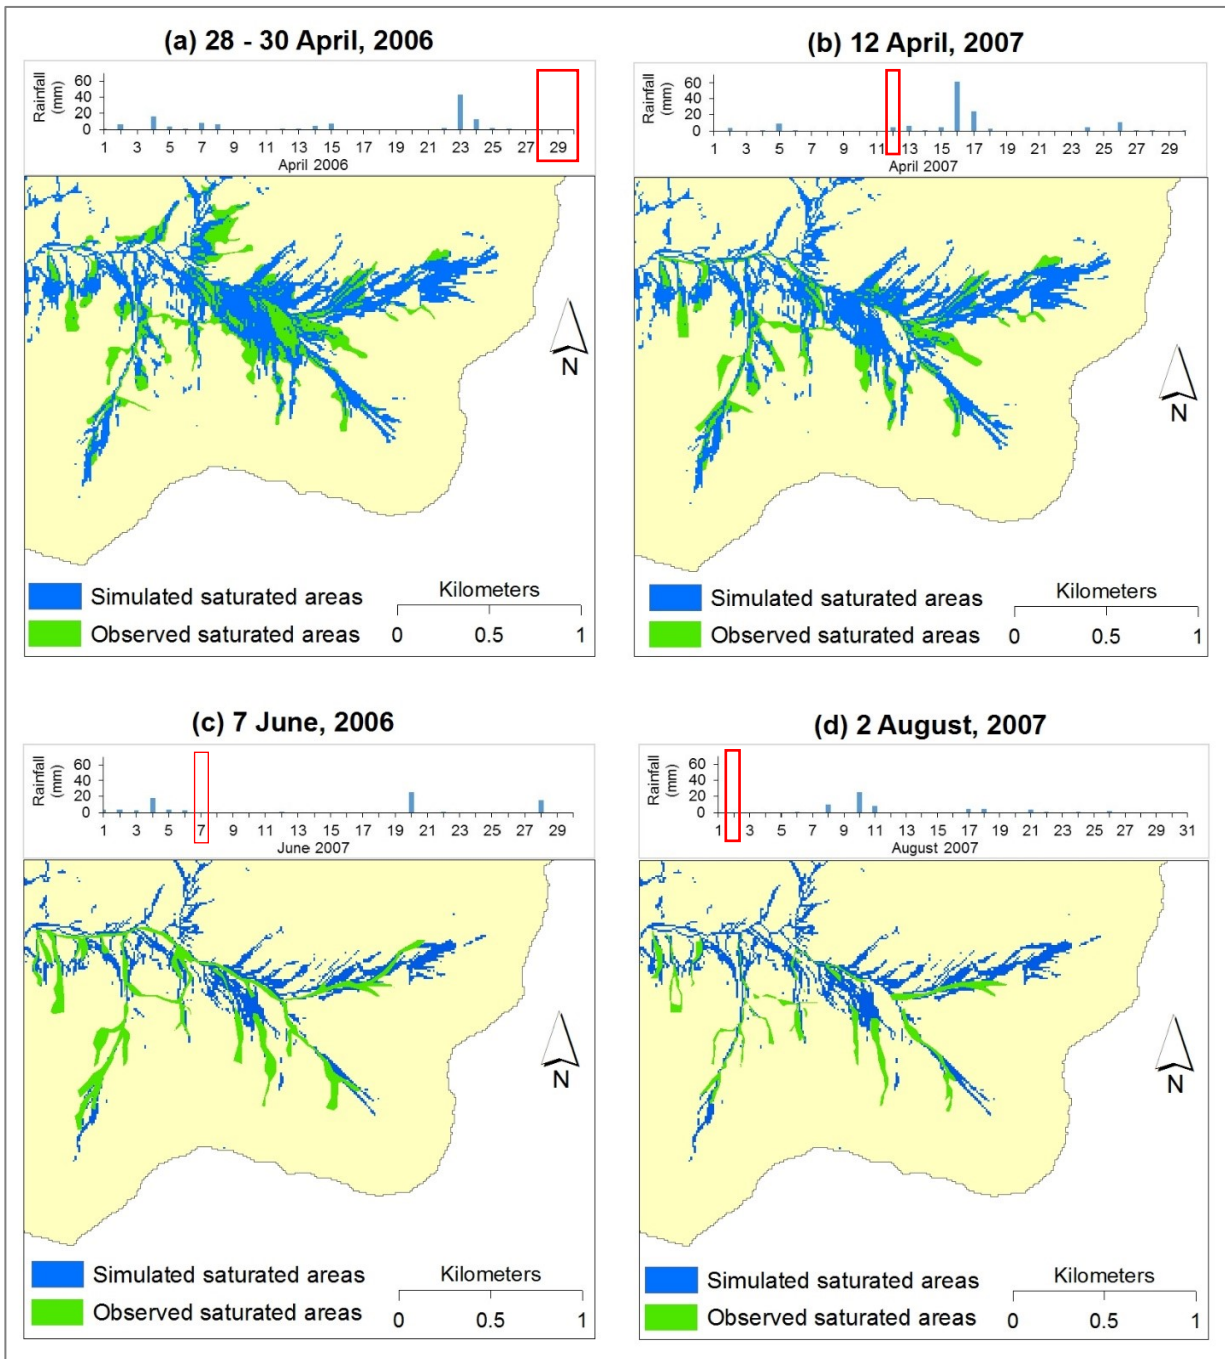 (a) 28 - 30 April, 2006
Rainfall
(mm)
60
40
20
0
1 3 5 7 9 11 13 15 17 19 21 23 25 27 29
April 2006
N
Simulated saturated areas
Observed saturated areas
Kilometers
0 0.5 1
(b) 12 April, 2007
Rainfall
(mm)
60
40
20
0
1 3 5 7 9 11 13 15 17 19 21 23 25 27 29
April 2007
N
Simulated saturated areas
Observed saturated areas
Kilometers
0 0.5 1
(c) 7 June, 2006
Rainfall
(mm)
60
40
20
0
1 3 5 7 9 11 13 15 17 19 21 23 25 27 29
June 2007
N
Simulated saturated areas
Observed saturated areas
Kilometers
0 0.5 1
(d) 2 August, 2007
Rainfall
(mm)
60
40
20
0
1 3 5 7 9 11 13 15 17 19 21 23 25 27 29 31
August 2007
N
Simulated saturated areas
Observed saturated areas
Kilometers
0 0.5 1